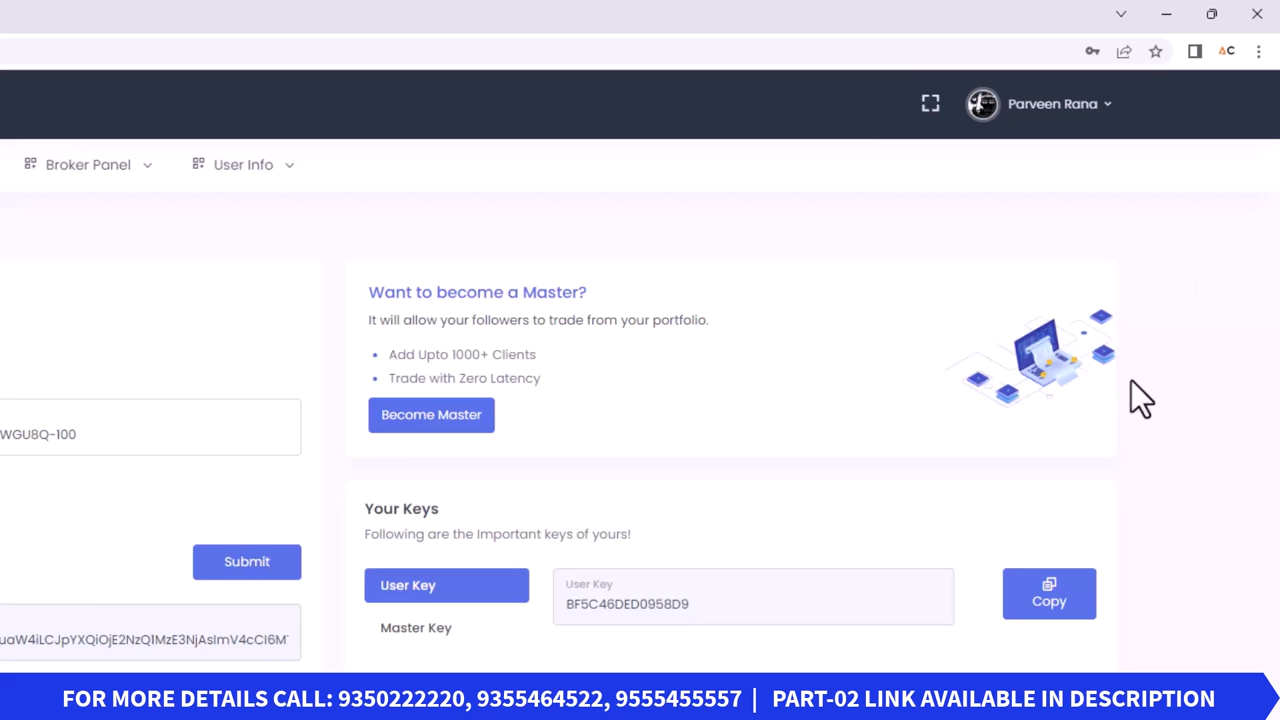 AC
Parveen Rana
Broker Panel
User Info
Want to become a Master?
It will allow your followers to trade from your portfolio.
• Add Upto 1000+ Clients
• Trade with Zero Latency
Become Master
WGU8Q-100
Your Keys
Following are the Important keys of yours!
Submit
User Key
User Key
BF5C46DED0958D9
Copy
Master Key
FOR MORE DETAILS CALL: 9350222220, 9355464522, 9555455557 | PART-02 LINK AVAILABLE IN DESCRIPTION